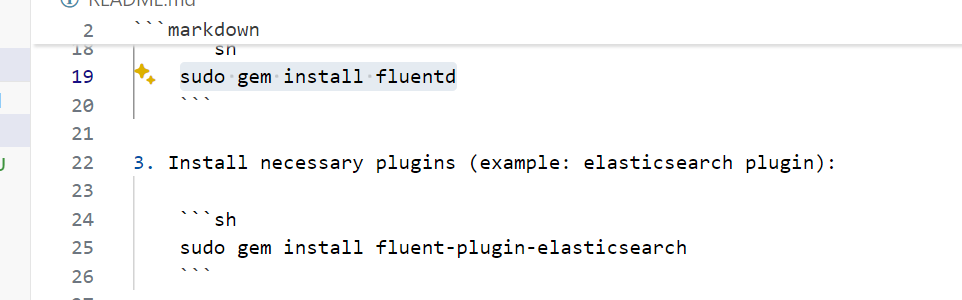 README.md
2 ```markdown
18 sh
19 sudo gem install fluentd
20 ```
21
22 3. Install necessary plugins (example: elasticsearch plugin):
23
24 ```sh
25 sudo gem install fluent-plugin-elasticsearch
26 ```
27